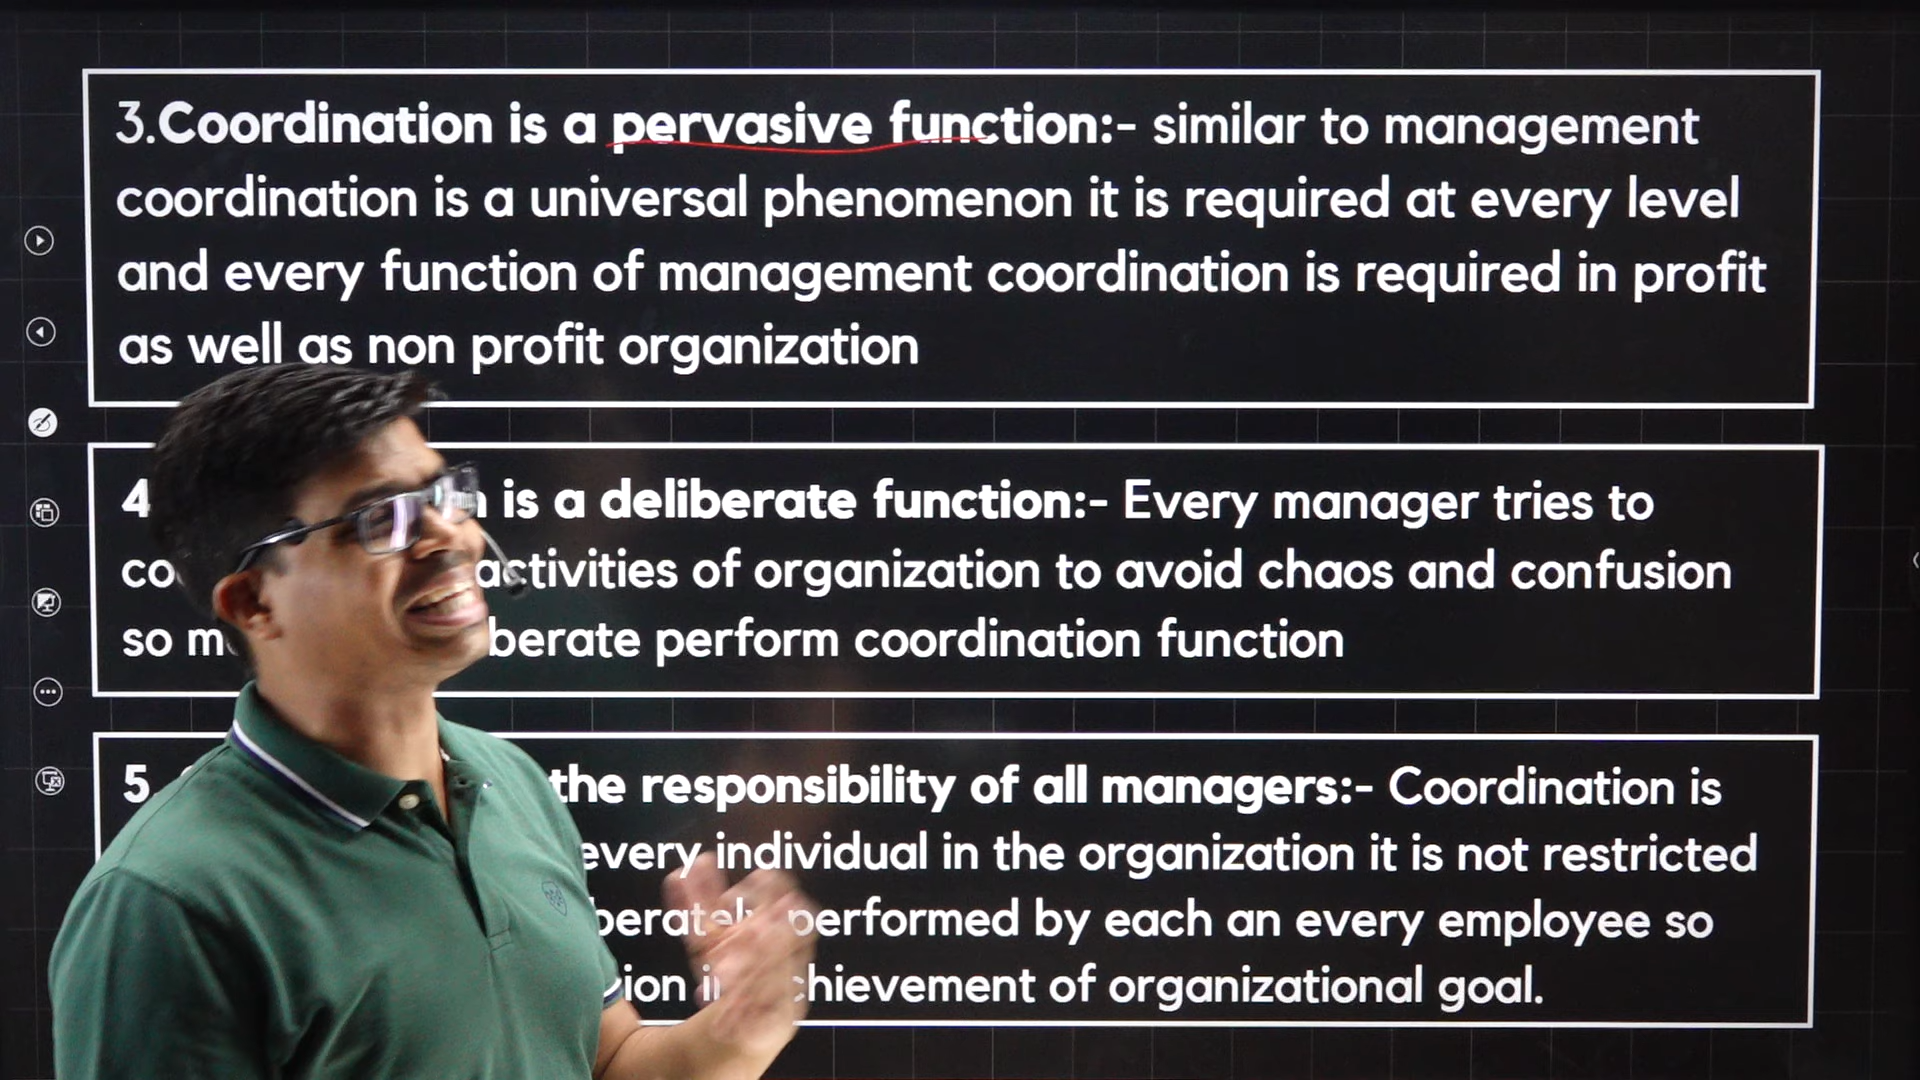 3.Coordination is a pervasive function:- similar to management
coordination is a universal phenomenon it is required at every level
and every function of management coordination is required in profit
as well as non profit organization
4 is a deliberate function:- Every manager tries to
activities of organization to avoid chaos and confusion
so perform coordination function
5. the responsibility of all managers:- Coordination is
every individual in the organization it is not restricted
performed by each an every employee so
of organizational goal.